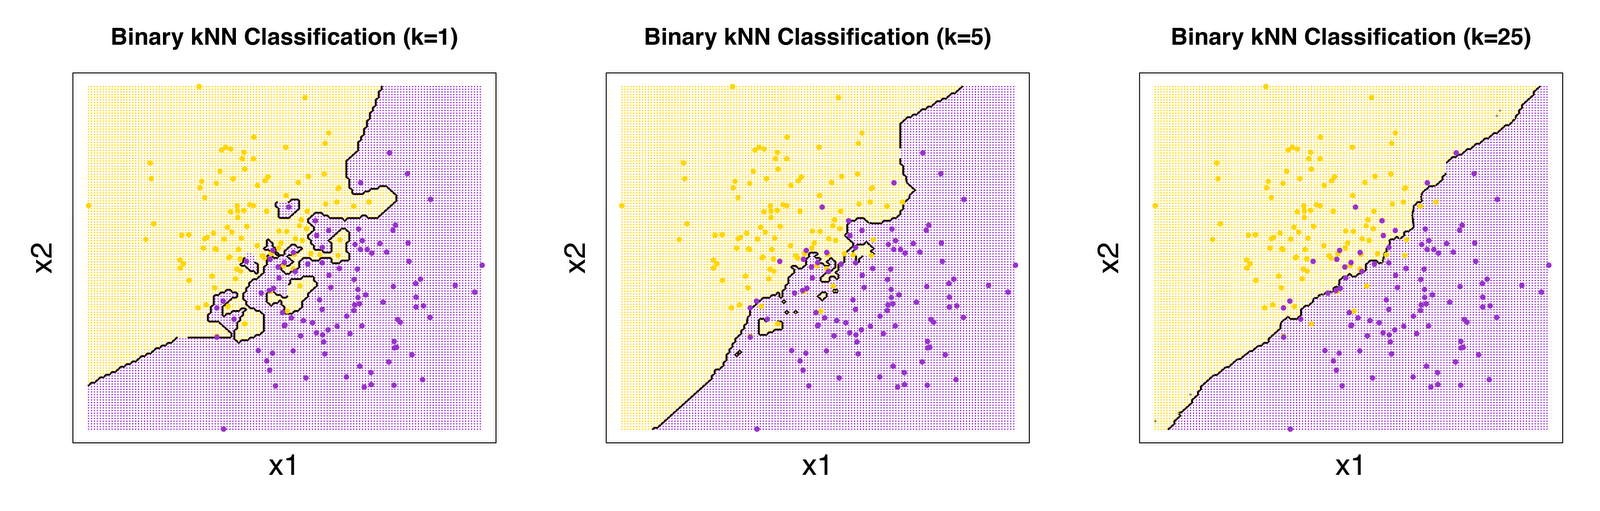 Binary kNN Classification (k=1)
Binary kNN Classification (k=5)
Binary kNN Classification (k=25)
x2
x2
x2
x1
x1
x1